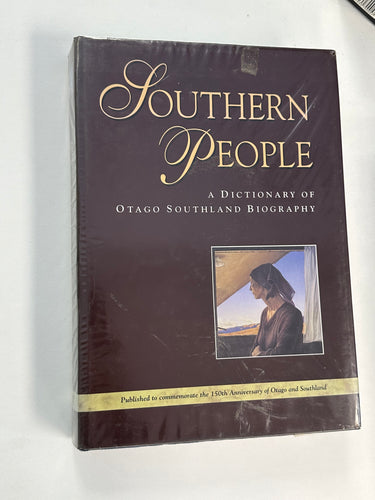 SOUTHERN
PEOPLE
A DICTIONARY OF
OTAGO SOUTHLAND BIOGRAPHY
Published to commemorate the 150th Anniversary of Otago and Southland